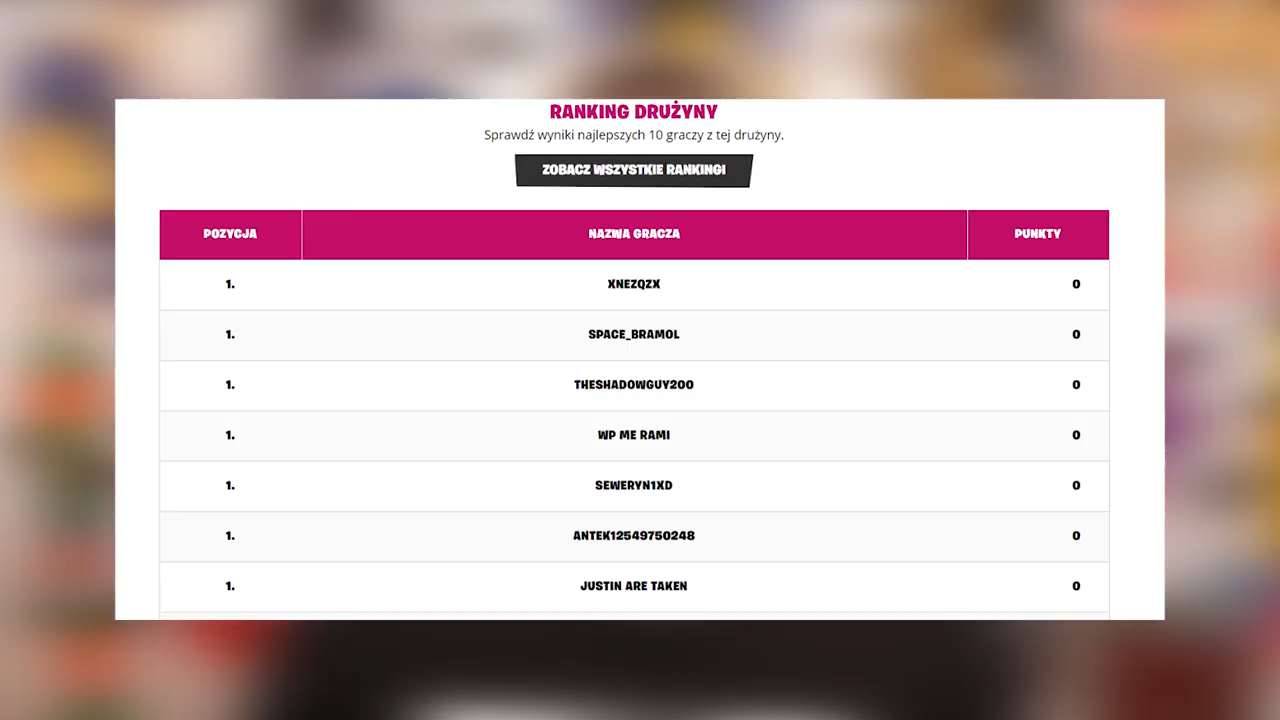 RANKING DRUŻYNY
Sprawdź wyniki najlepszych 10 graczy z tej drużyny.
ZOBACZ WSZYSTKIE RANKINGI
POZYCJA NAZWA GRACZA PUNKTY
1. XNEZQZX 0
1. SPACE_BRAMOL 0
1. THESHADOWGUY200 0
1. WP ME RAMI 0
1. SEWERYN1XD 0
1. ANTEK12549750248 0
1. JUSTIN ARE TAKEN 0